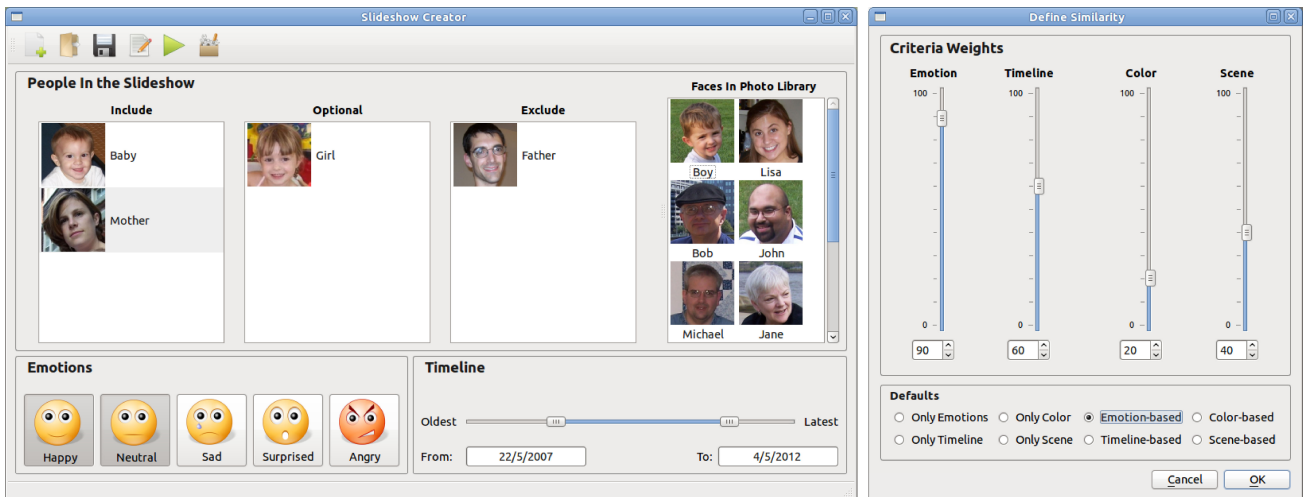 Slideshow Creator
People In the Slideshow
Include
Optional
Exclude
Faces In Photo Library
Baby
Mother
Girl
Father
Boy
Lisa
Bob
John
Michael
Jane
Emotions
Happy
Neutral
Sad
Surprised
Angry
Timeline
Oldest
Latest
From:
22/5/2007
To:
4/5/2012
Define Similarity
Criteria Weights
Emotion
Timeline
Color
Scene
100
100
100
100
0
0
0
0
90
60
20
40
Defaults
Only Emotions
Only Color
Emotion-based
Color-based
Only Timeline
Only Scene
Timeline-based
Scene-based
Cancel
OK